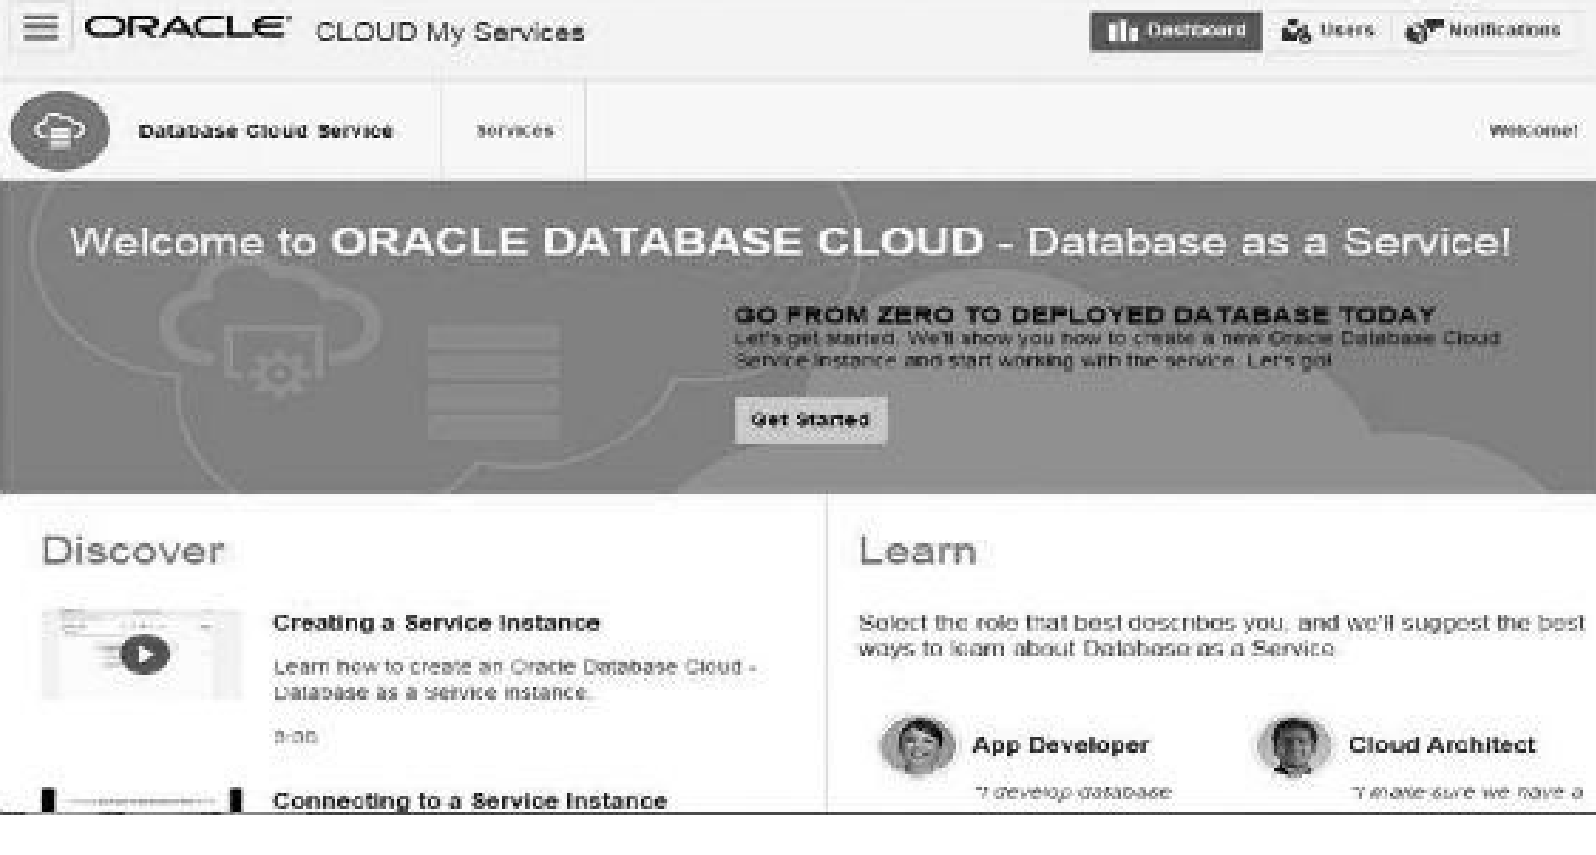 ORACLE CLOUD My Services
Dashboard Users Notifications
Database Cloud Service Services Welcome!
Welcome to ORACLE DATABASE CLOUD - Database as a Service!
GO FROM ZERO TO DEPLOYED DATABASE TODAY
Let's get started. We'll show you how to create a new Oracle Database Cloud
Service instance and start working with the service. Let's go!
Get Started
Discover
Creating a Service Instance
Learn how to create an Oracle Database Cloud -
Database as a Service instance.
Connecting to a Service Instance
Learn
Select the role that best describes you, and we'll suggest the best
ways to learn about Database as a Service.
App Developer
"I develop database
Cloud Architect
"I make sure we have a